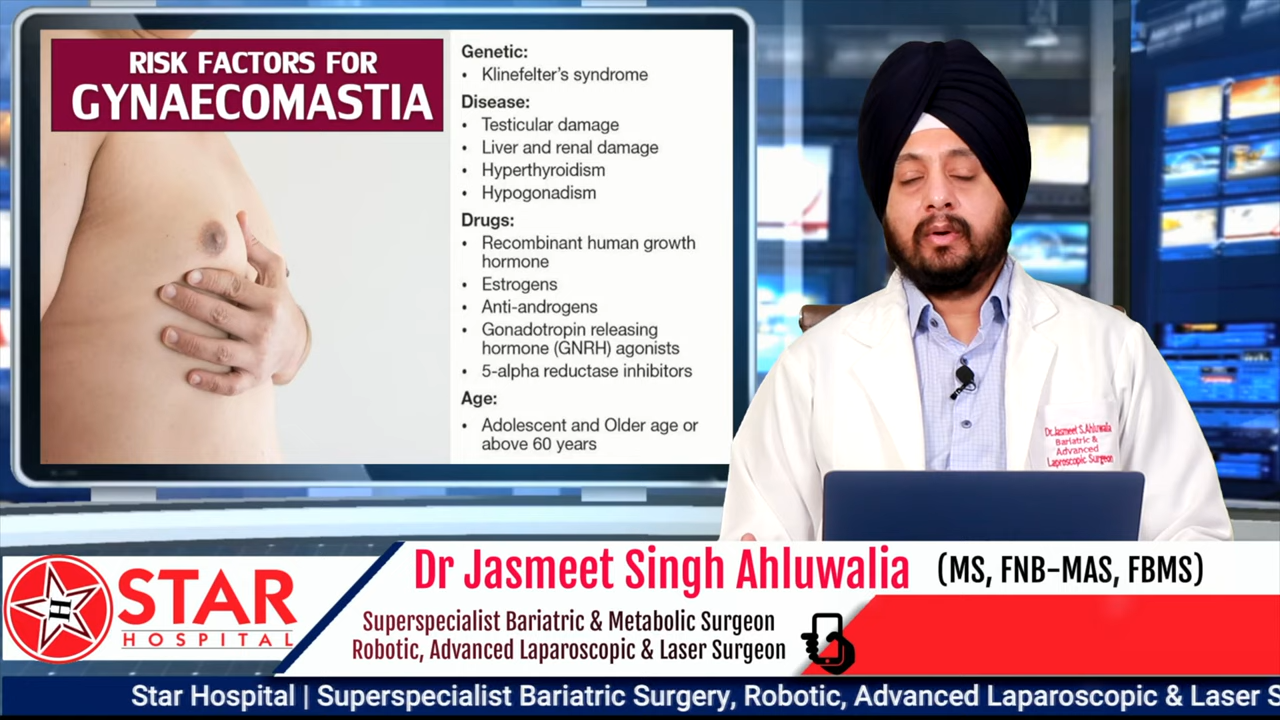 RISK FACTORS FOR
GYNAECOMASTIA
Genetic:
• Klinefelter's syndrome
Disease:
• Testicular damage
• Liver and renal damage
• Hyperthyroidism
• Hypogonadism
Drugs:
• Recombinant human growth
hormone
• Estrogens
• Anti-androgens
• Gonadotropin releasing
hormone (GNRH) agonists
• 5-alpha reductase inhibitors
Age:
• Adolescent and Older age or
above 60 years
Dr.Jasmeet S.Ahluwalia
Bariatric &
Advanced
Laproscopic Surgeon
H
STAR
HOSPITAL
Dr Jasmeet Singh Ahluwalia (MS, FNB-MAS, FBMS)
Superspecialist Bariatric & Metabolic Surgeon
Robotic, Advanced Laparoscopic & Laser Surgeon
Star Hospital | Superspecialist Bariatric Surgery, Robotic, Advanced Laparoscopic & Laser S